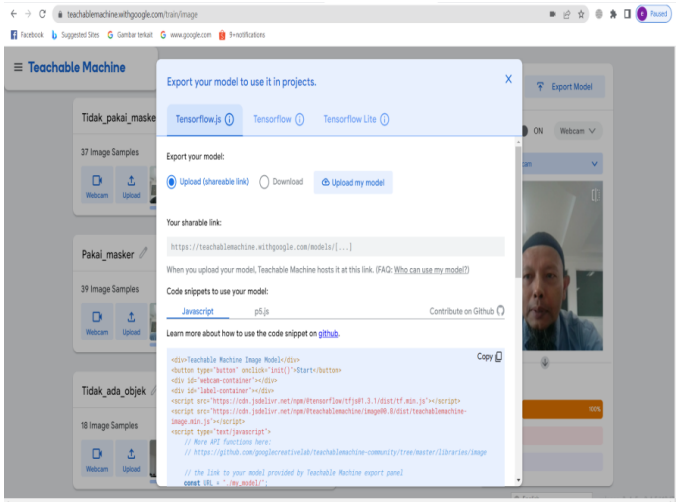 teachablemachine.withgoogle.com/train/image
Paused
Facebook
Suggested Sites
Gambar terkait
www.google.com
9+notifications
Teachable Machine
Export your model to use it in projects.
X
Export Model
Tidak_pakai_maske
Tensorflow.js
Tensorflow
Tensorflow Lite
ON
Webcam
37 Image Samples
Export your model:
Webcam
Upload
Upload (shareable link)
Download
Upload my model
Your sharable link:
https://teachablemachine.withgoogle.com/models/[...]
Pakai_masker
When you upload your model, Teachable Machine hosts it at this link. (FAQ: Who can use my model?)
39 Image Samples
Code snippets to use your model:
Javascript
p5.js
Contribute on Github
Webcam
Upload
Learn more about how to use the code snippet on github.
Copy
<div>Teachable Machine Image Model</div>
<button type="button" onclick="init()">Start</button>
<div id="webcam-container"></div>
<div id="label-container"></div>
<script src="https://cdn.jsdelivr.net/npm/@tensorflow/tfjs@1.3.1/dist/tf.min.js"></script>
<script src="https://cdn.jsdelivr.net/npm/@teachablemachine/image@0.8/dist/teachablemachine-
image.min.js"></script>
<script type="text/javascript">
// More API functions here:
// https://github.com/googlecreativelab/teachablemachine-community/tree/master/libraries/image
// the link to your model provided by Teachable Machine export panel
const URL = "./my_model/";
Tidak_ada_objek
100%
18 Image Samples
Webcam
Upload